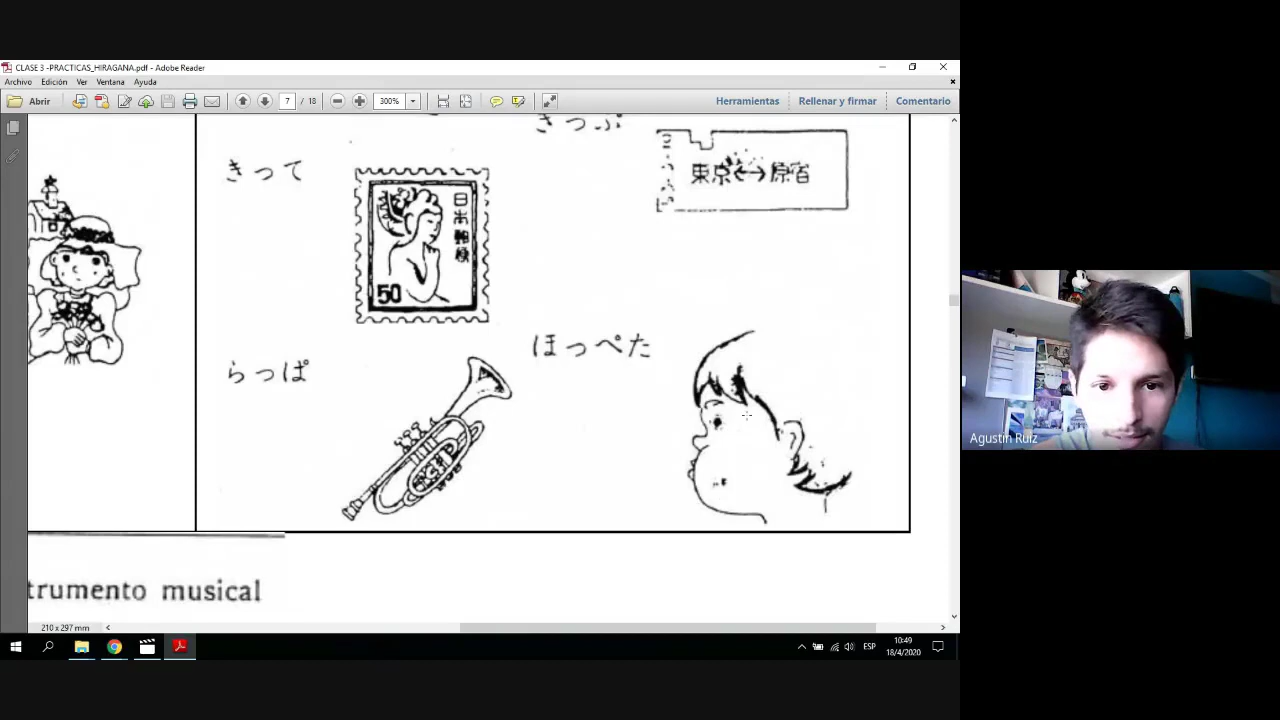 CLASE 3 -PRACTICAS_HIRAGANA.pdf - Adobe Reader
Archivo Edición Ver Ventana Ayuda
Abrir
7 / 18
300%
Herramientas
Rellenar y firmar
Comentario
きっぷ
きって
東京↔原宿
日本郵便
50
ほっぺた
らっぱ
trumento musical
210 x 297 mm
ESP
10:49
18/4/2020
Agustin Ruiz